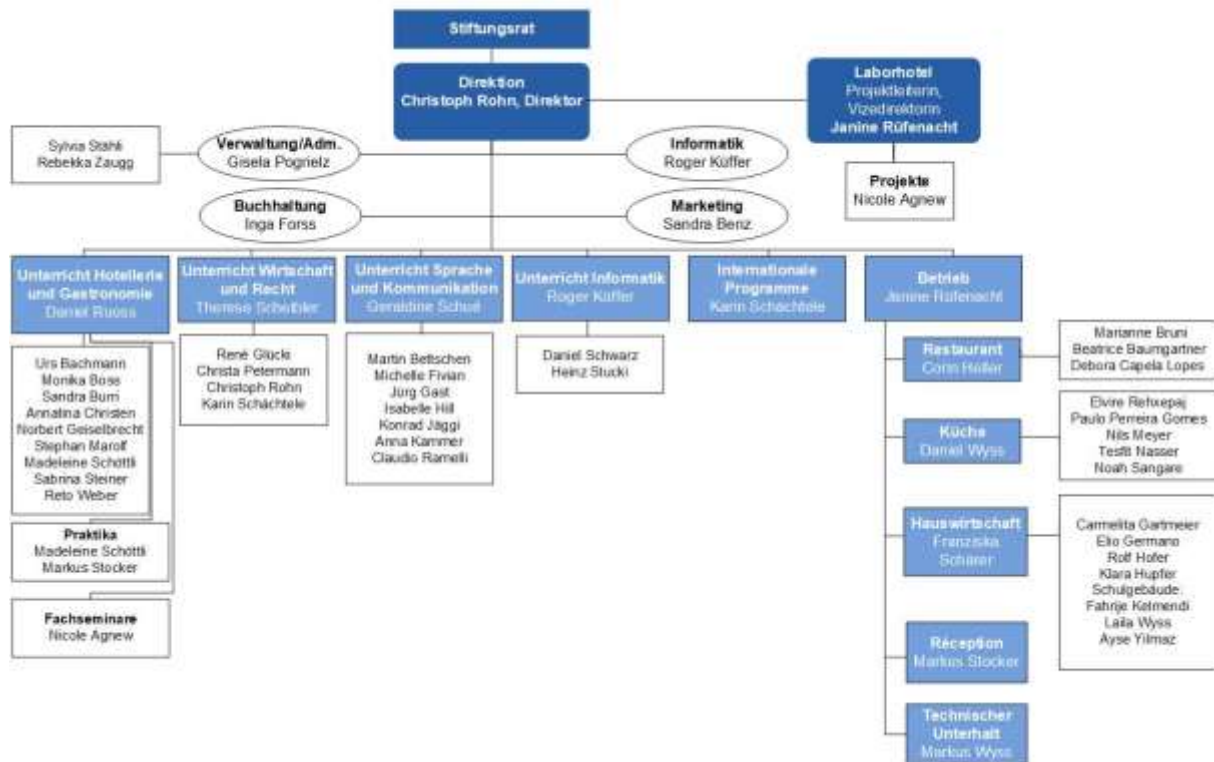 Stiftungsrat
Direktion
Christoph Rohn, Direktor
Laborhotel
Projektleiterin,
Vizedirektorin
Janine Rüfenacht
Sylvia Stähli
Rebekka Zaugg
Verwaltung/Adm.
Gisela Pogrielz
Informatik
Roger Küffer
Projekte
Nicole Agnew
Buchhaltung
Inga Forss
Marketing
Sandra Benz
Unterricht Hotellerie
und Gastronomie
Daniel Ruoss
Unterricht Wirtschaft
und Recht
Therese Scheibler
Unterricht Sprache
und Kommunikation
Geraldine Schué
Unterricht Informatik
Roger Küffer
Internationale
Programme
Karin Schächtele
Betrieb
Janine Rüfenacht
Urs Bachmann
Monika Boss
Sandra Burri
Annalina Christen
Norbert Geiselbrecht
Stephan Marolf
Madeleine Schöttli
Sabrina Steiner
Reto Weber
René Glücki
Christa Petermann
Christoph Rohn
Karin Schächtele
Martin Bettschen
Michelle Fivian
Jürg Gast
Isabelle Hill
Konrad Jäggi
Anna Kammer
Claudio Ramelli
Daniel Schwarz
Heinz Stucki
Restaurant
Corin Holler
Marianne Bruni
Beatrice Baumgartner
Debora Capela Lopes
Küche
Daniel Wyss
Elvire Rehxepaj
Paulo Perreira Gomes
Nils Meyer
Tesfit Nasser
Noah Sangare
Praktika
Madeleine Schöttli
Markus Stocker
Fachseminare
Nicole Agnew
Hauswirtschaft
Franziska
Schärer
Carmelita Gartmeier
Elio Germano
Rolf Hofer
Klara Hupfer
Schulgebäude.
Fahrije Kelmendi
Laila Wyss
Ayse Yilmaz
Réception
Markus Stocker
Technischer
Unterhalt
Markus Wyss